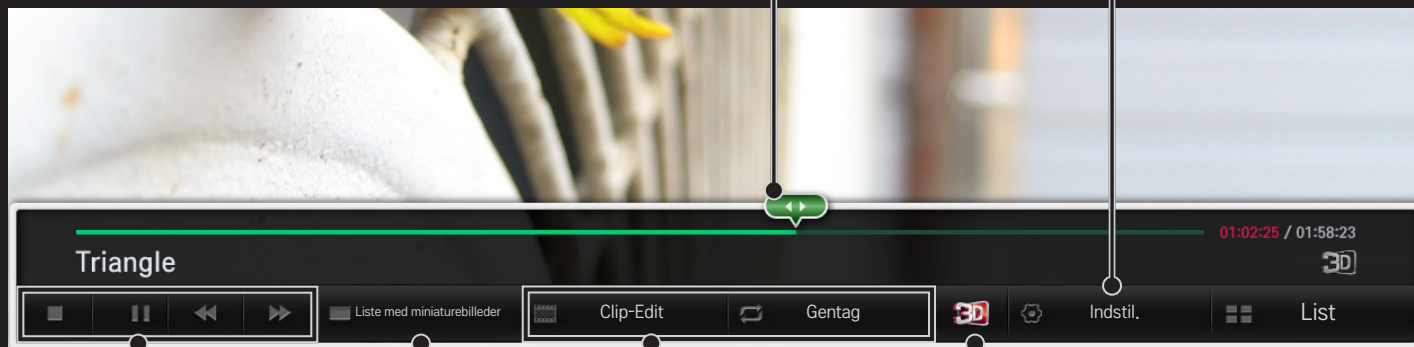 01:02:25 / 01:58:23
Triangle
3D
Liste med miniaturebilleder Clip-Edit Gentag 3D Indstil. List